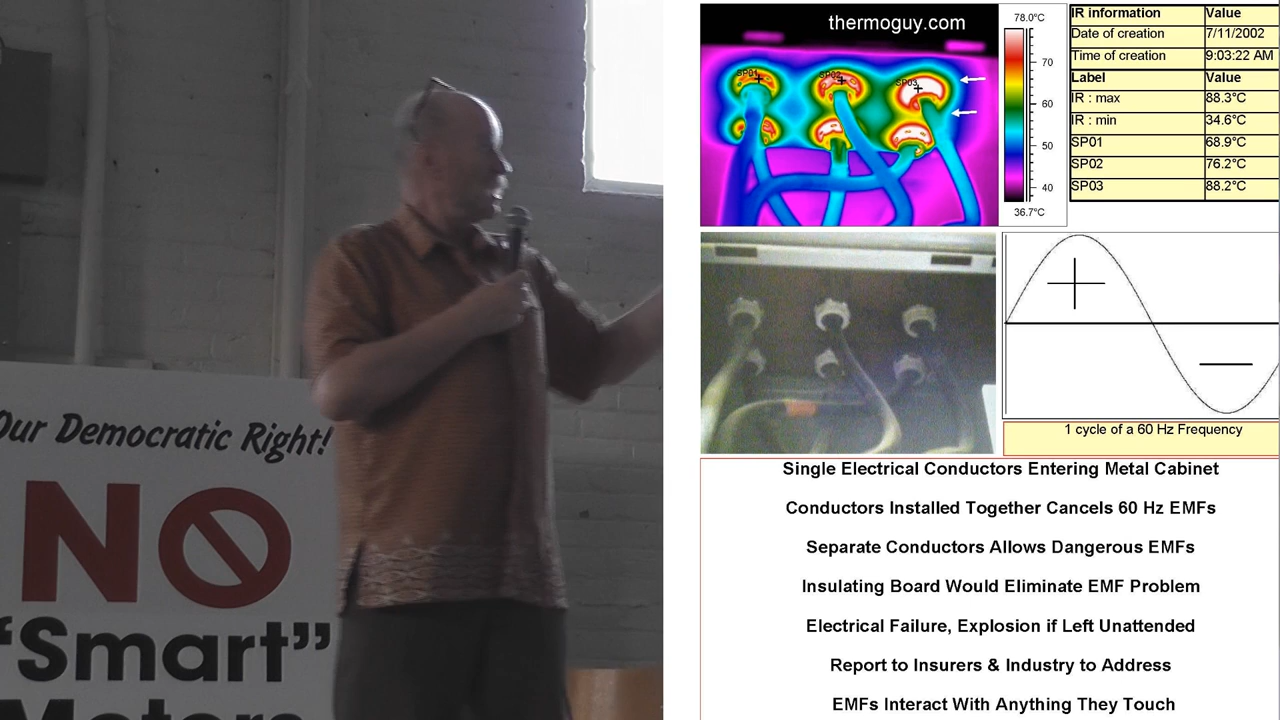 Our Democratic Right!
NO
"Smart"
Meters
thermoguy.com
SP01
SP02
SP03
78.0°C
70
60
50
40
36.7°C
IR information Value
Date of creation 7/11/2002
Time of creation 9:03:22 AM
Label Value
IR : max 88.3°C
IR : min 34.6°C
SP01 68.9°C
SP02 76.2°C
SP03 88.2°C
1 cycle of a 60 Hz Frequency
Single Electrical Conductors Entering Metal Cabinet
Conductors Installed Together Cancels 60 Hz EMFs
Separate Conductors Allows Dangerous EMFs
Insulating Board Would Eliminate EMF Problem
Electrical Failure, Explosion if Left Unattended
Report to Insurers & Industry to Address
EMFs Interact With Anything They Touch